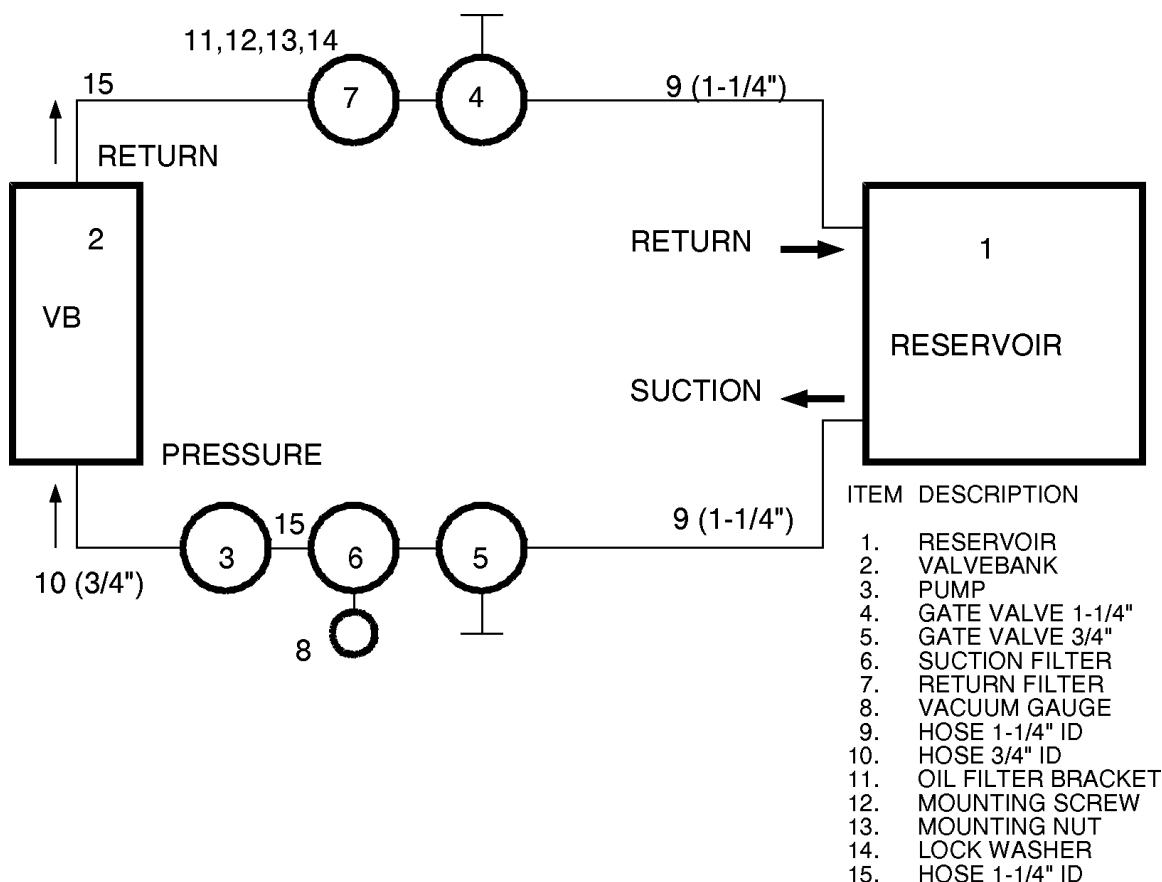 11,12,13,14
15
7
4
9 (1-1/4")
RETURN
2
VB
RETURN
1
RESERVOIR
SUCTION
PRESSURE
15
9 (1-1/4")
3
6
5
10 (3/4")
8
ITEM DESCRIPTION
1. RESERVOIR
2. VALVEBANK
3. PUMP
4. GATE VALVE 1-1/4"
5. GATE VALVE 3/4"
6. SUCTION FILTER
7. RETURN FILTER
8. VACUUM GAUGE
9. HOSE 1-1/4" ID
10. HOSE 3/4" ID
11. OIL FILTER BRACKET
12. MOUNTING SCREW
13. MOUNTING NUT
14. LOCK WASHER
15. HOSE 1-1/4" ID